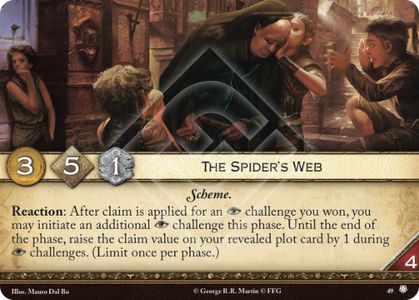 3 5 1 THE SPIDER'S WEB
Scheme.
Reaction: After claim is applied for an challenge you won, you
may initiate an additional challenge this phase. Until the end of
the phase, raise the claim value on your revealed plot card by 1 during
challenges. (Limit once per phase.)
4
Illus. Mauro Dal Bo © George R.R. Martin © FFG 49